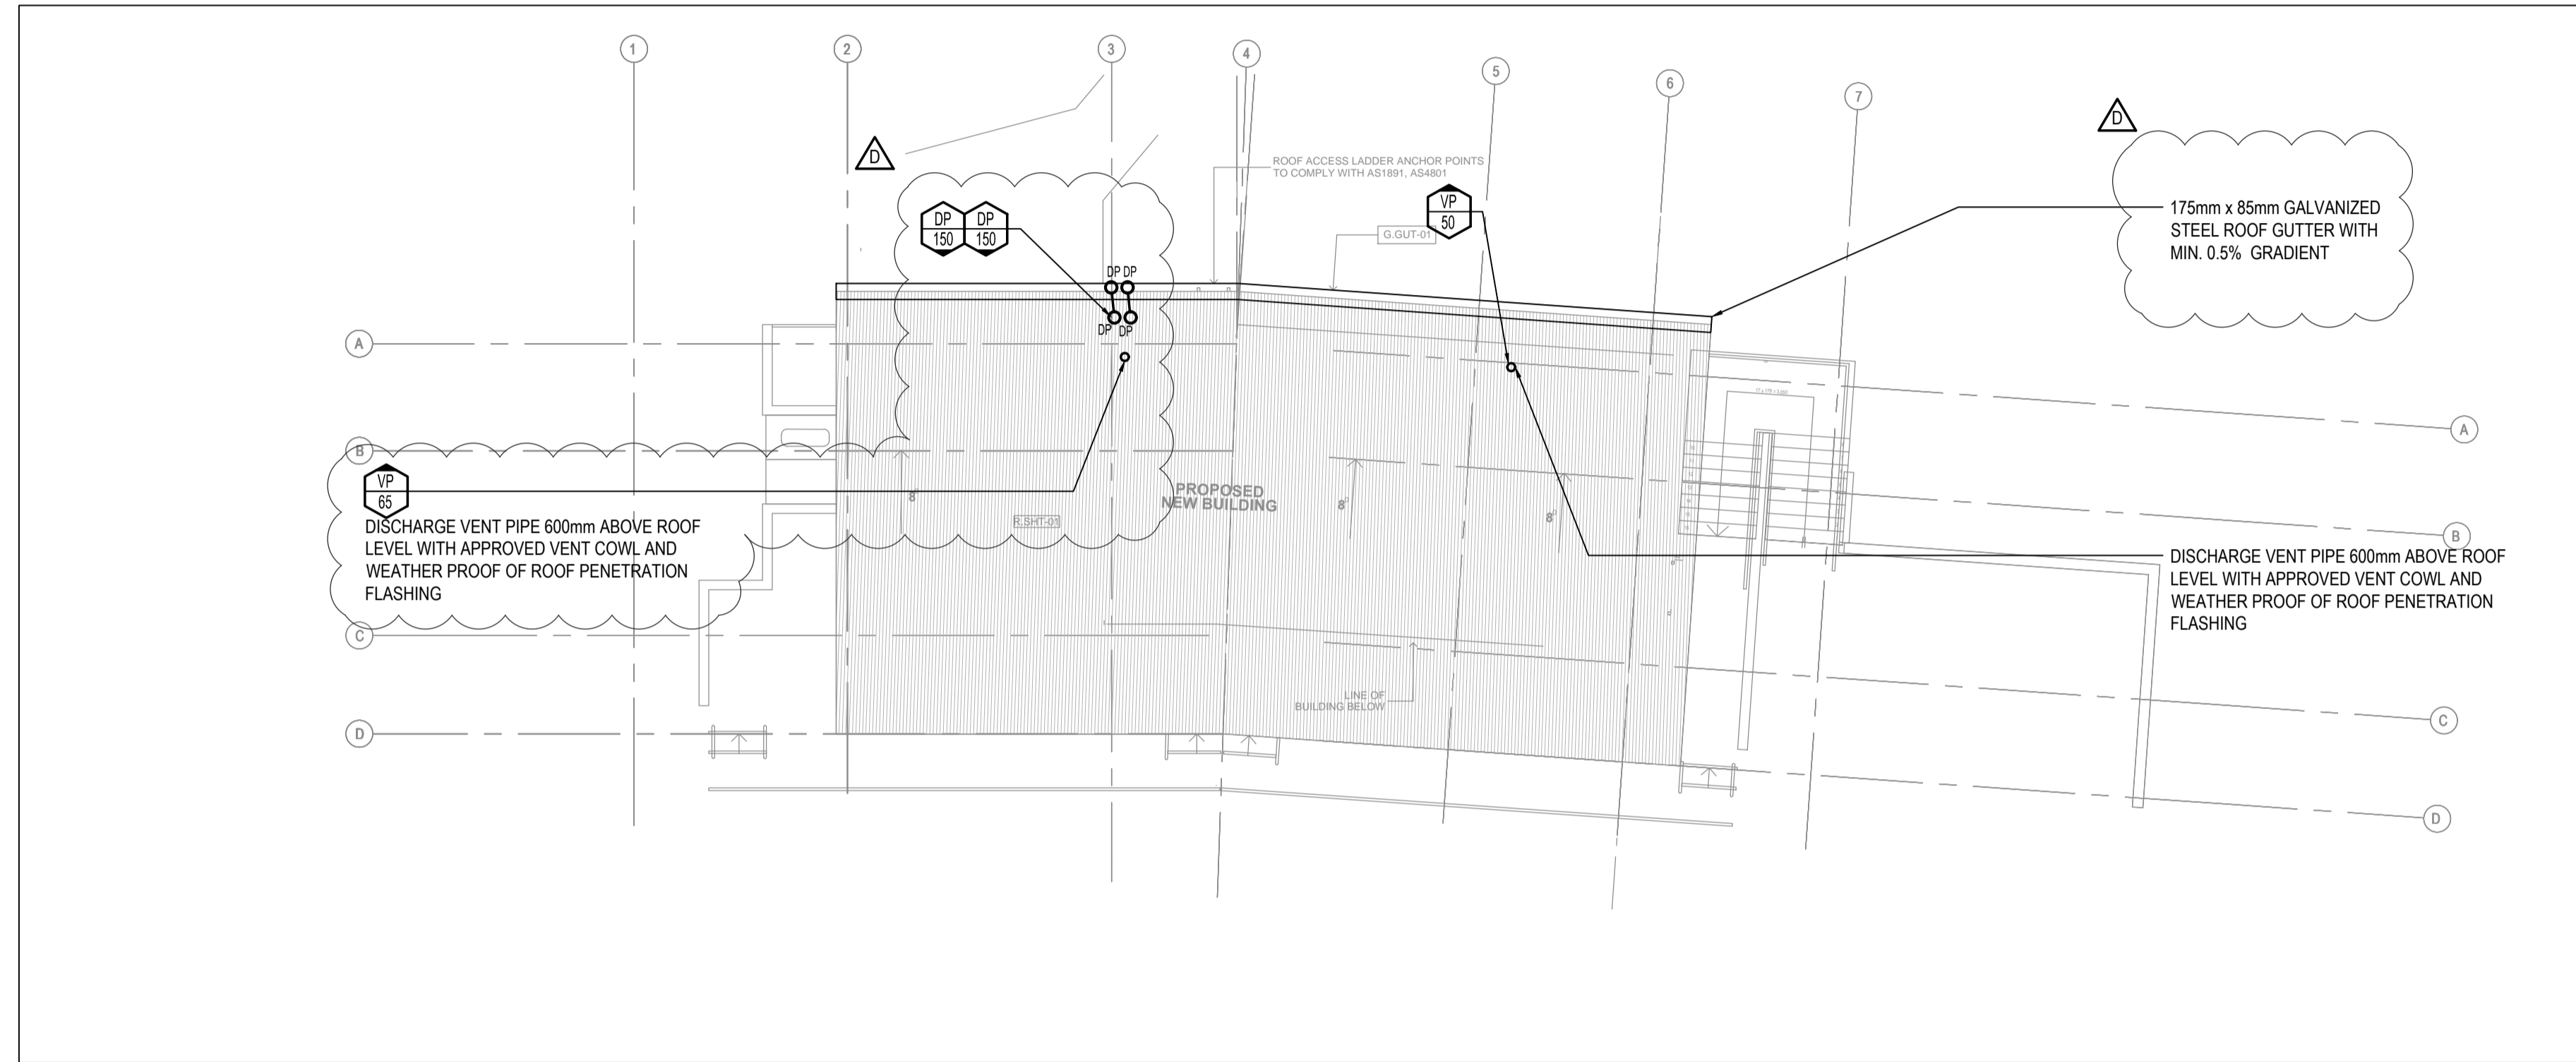 1
2
3
4
5
6
7
D
D
ROOF ACCESS LADDER ANCHOR POINTS
TO COMPLY WITH AS1891, AS4801
VP
50
DP
150
DP
150
G.GUT-01
175mm x 85mm GALVANIZED
STEEL ROOF GUTTER WITH
MIN. 0.5% GRADIENT
DP DP
DP DP
A
A
B
B
VP
65
8°
8°
8°
PROPOSED
NEW BUILDING
R.SHT-01
DISCHARGE VENT PIPE 600mm ABOVE ROOF
LEVEL WITH APPROVED VENT COWL AND
WEATHER PROOF OF ROOF PENETRATION
FLASHING
DISCHARGE VENT PIPE 600mm ABOVE ROOF
LEVEL WITH APPROVED VENT COWL AND
WEATHER PROOF OF ROOF PENETRATION
FLASHING
C
C
LINE OF
BUILDING BELOW
D
D